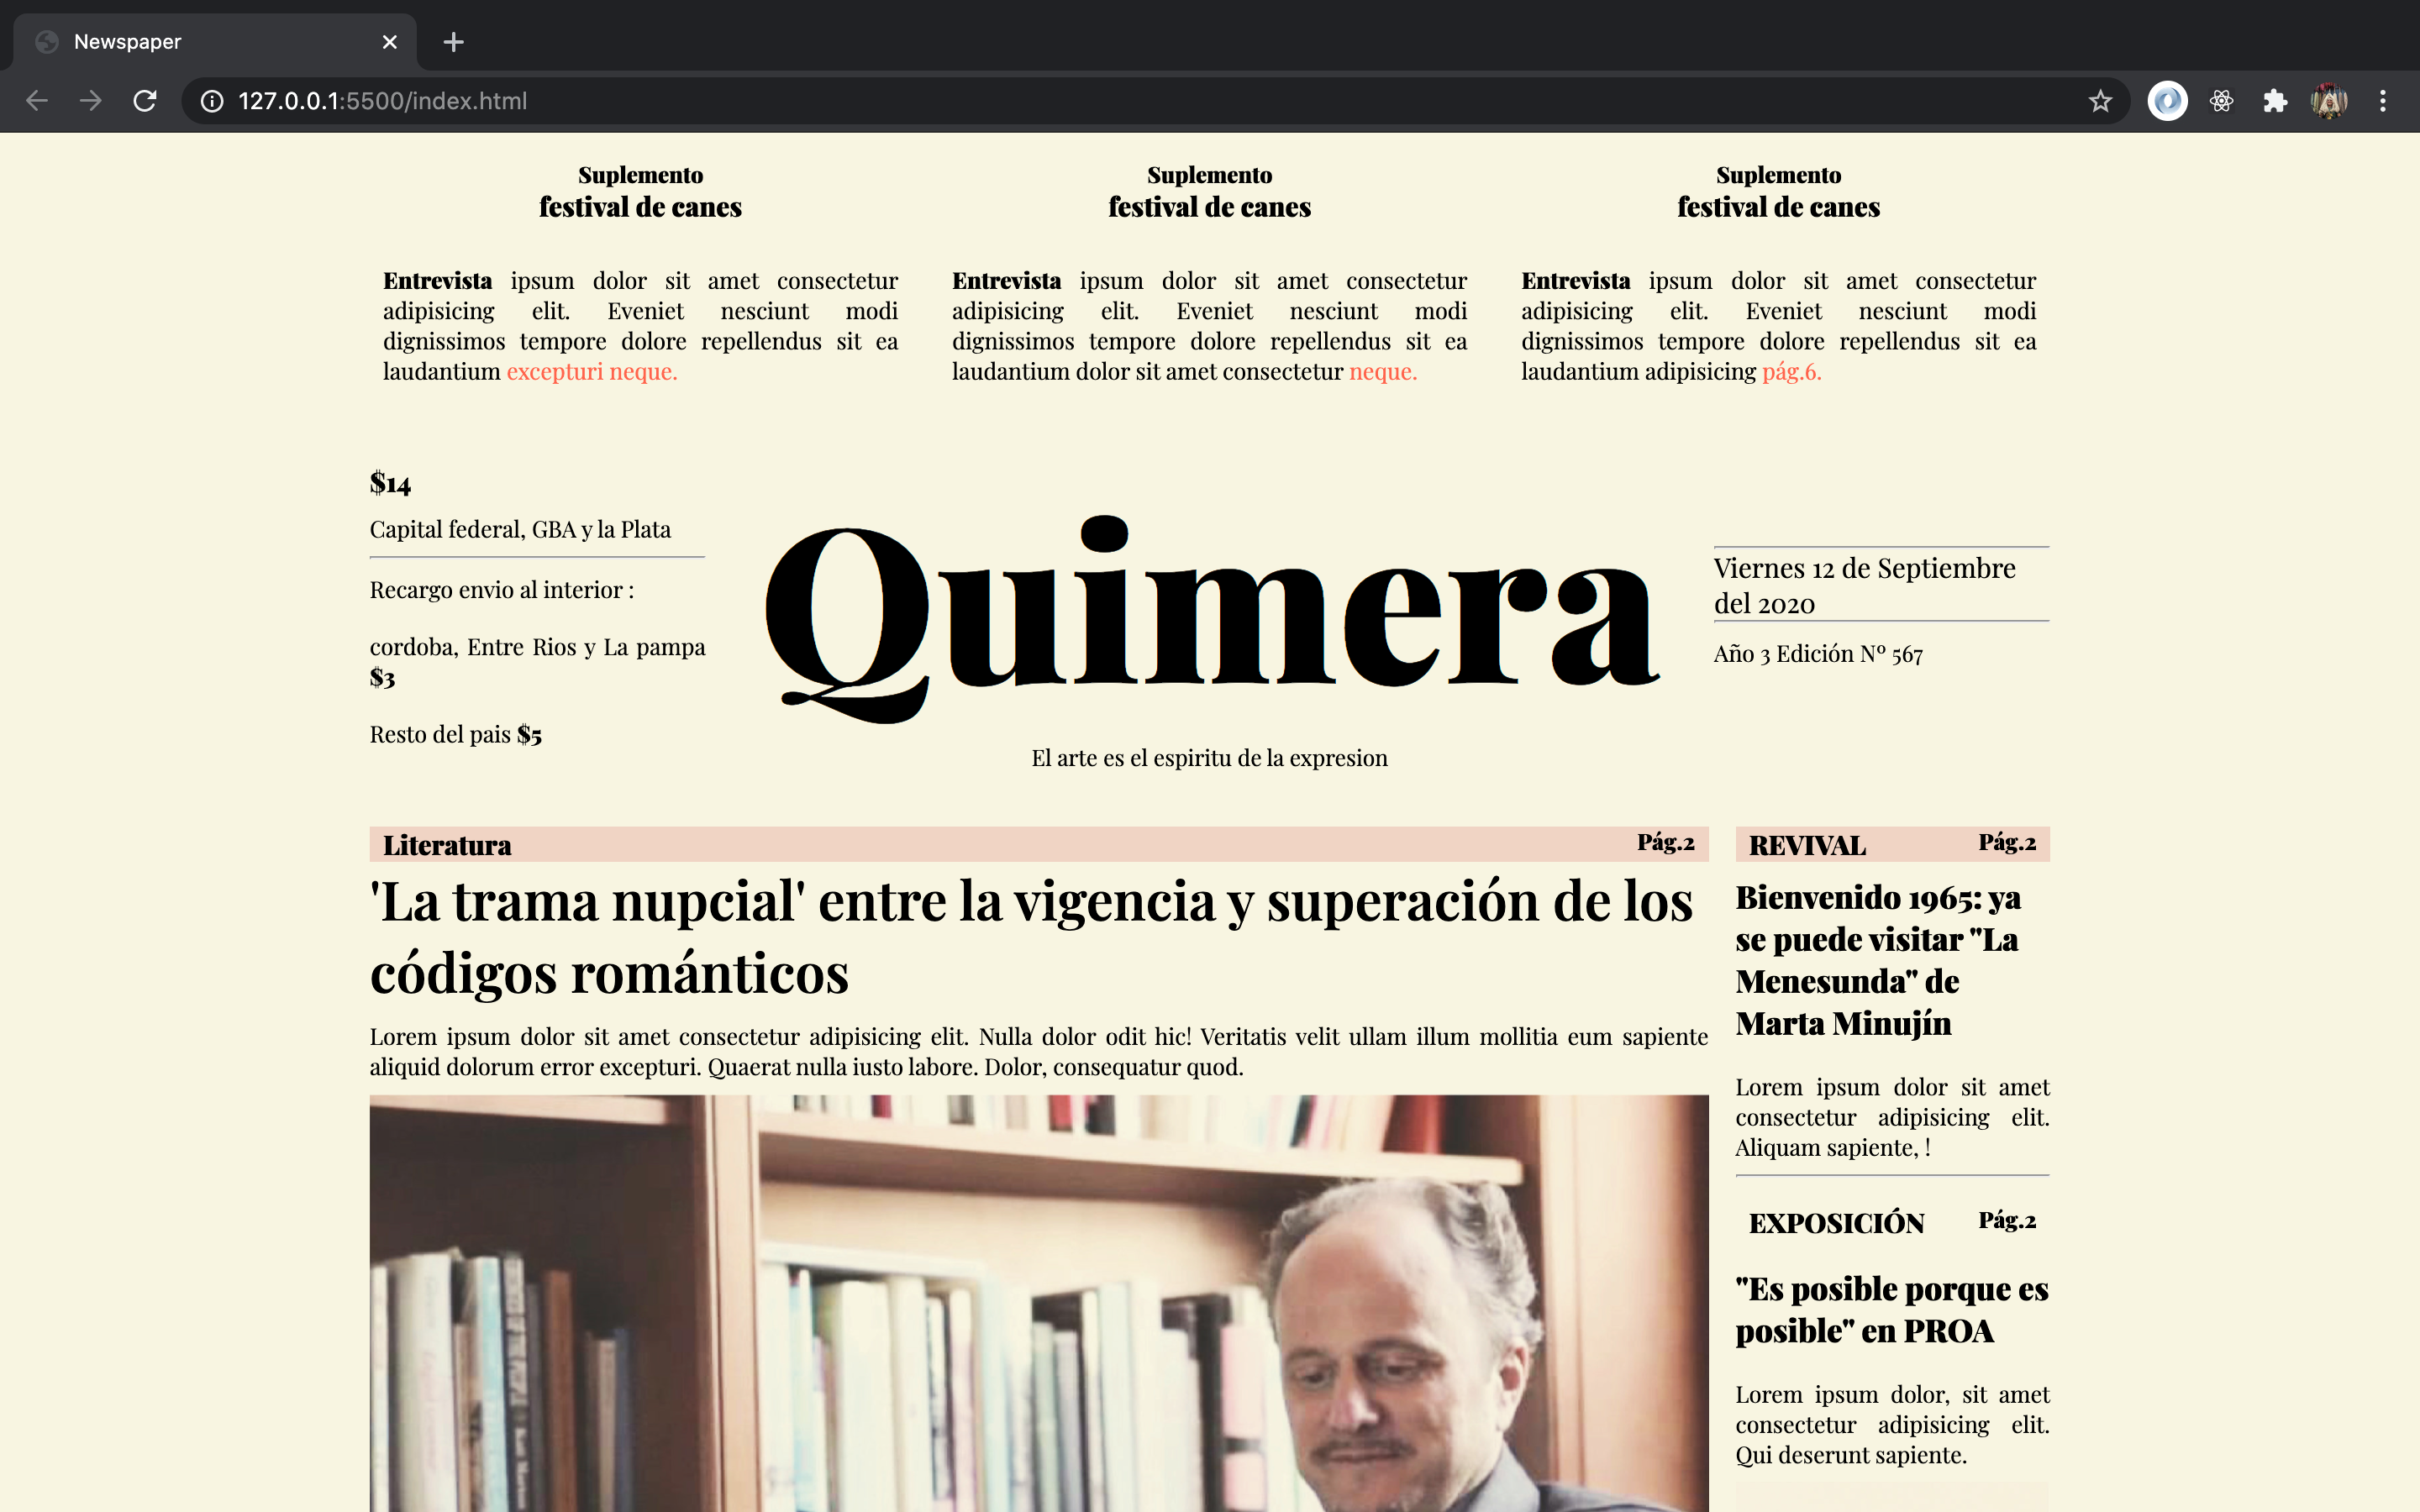 Newspaper
127.0.0.1:5500/index.html
Suplemento
festival de canes
Entrevista ipsum dolor sit amet consectetur
adipisicing elit. Eveniet nesciunt modi
dignissimos tempore dolore repellendus sit ea
laudantium excepturi neque.
Suplemento
festival de canes
Entrevista ipsum dolor sit amet consectetur
adipisicing elit. Eveniet nesciunt modi
dignissimos tempore dolore repellendus sit ea
laudantium dolor sit amet consectetur neque.
Suplemento
festival de canes
Entrevista ipsum dolor sit amet consectetur
adipisicing elit. Eveniet nesciunt modi
dignissimos tempore dolore repellendus sit ea
laudantium adipisicing pág.6.
$14
Capital federal, GBA y la Plata
Recargo envio al interior :
cordoba, Entre Rios y La pampa
$3
Resto del pais $5
Quimera
El arte es el espiritu de la expresion
Viernes 12 de Septiembre
del 2020
Año 3 Edición Nº 567
Literatura Pág.2
'La trama nupcial' entre la vigencia y superación de los
códigos románticos
Lorem ipsum dolor sit amet consectetur adipisicing elit. Nulla dolor odit hic! Veritatis velit ullam illum mollitia eum sapiente
aliquid dolorum error excepturi. Quaerat nulla iusto labore. Dolor, consequatur quod.
REVIVAL Pág.2
Bienvenido 1965: ya
se puede visitar "La
Menesunda" de
Marta Minujín
Lorem ipsum dolor sit amet
consectetur adipisicing elit.
Aliquam sapiente, !
EXPOSICIÓN Pág.2
"Es posible porque es
posible" en PROA
Lorem ipsum dolor, sit amet
consectetur adipisicing elit.
Qui deserunt sapiente.